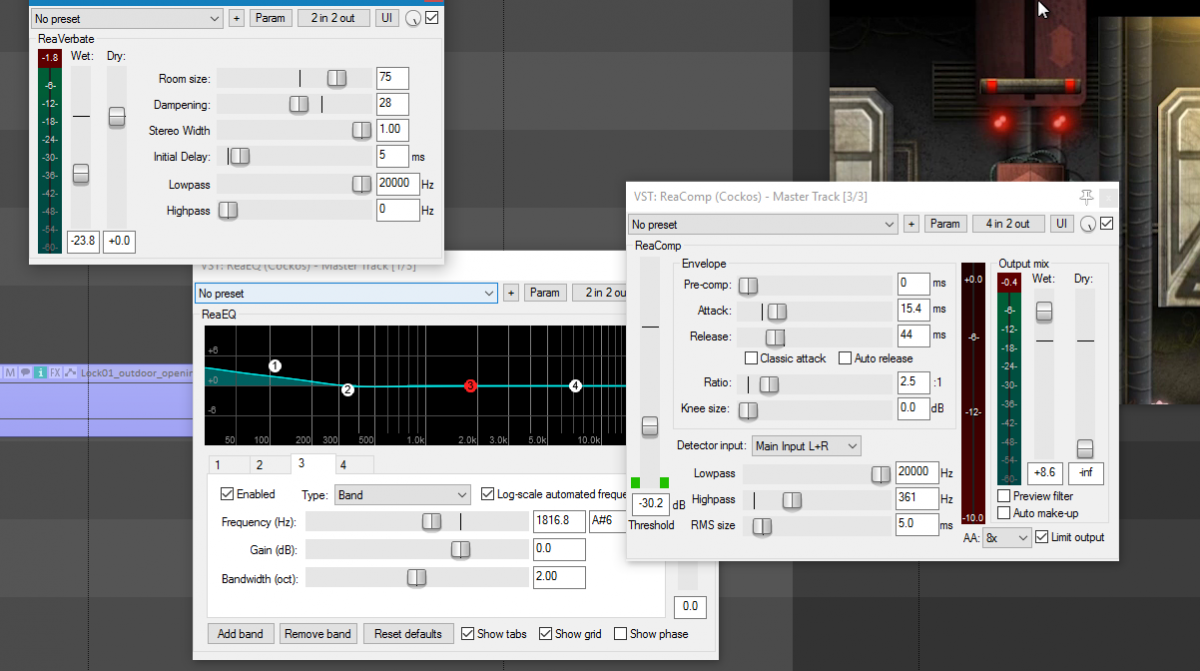 No preset + Param 2 in 2 out UI
ReaVerbate
-1.8 Wet: Dry:
-6-
-12-
-18-
-24-
-30-
-36-
-42-
-48-
-54-
-60-
-23.8 +0.0
Room size: 75
Dampening: 28
Stereo Width 1.00
Initial Delay: 5 ms
Lowpass 20000 Hz
Highpass 0 Hz
VST: ReaEQ (Cockos) - Master Track [1/3]
No preset + Param 2 in 2 ou
ReaEQ
+6
+0
-6
1 2 3 4
50 100 200 300 500 1.0k 2.0k 3.0k 5.0k 10.0k
1 2 3 4
Enabled Type: Band Log-scale automated freque
Frequency (Hz): 1816.8 A#6
Gain (dB): 0.0
Bandwidth (oct): 2.00
0.0
Add band Remove band Reset defaults Show tabs Show grid Show phase
M i FX Lock01_outdoor_openin
VST: ReaComp (Cockos) - Master Track [3/3]
No preset + Param 4 in 2 out UI
ReaComp
Envelope
Pre-comp: 0 ms
Attack: 15.4 ms
Release: 44 ms
Classic attack Auto release
Ratio: 2.5 :1
Knee size: 0.0 dB
Detector input: Main Input L+R
Lowpass 20000 Hz
Highpass 361 Hz
RMS size 5.0 ms
-30.2 dB
Threshold
+0.0
-6-
-12-
-10.0
AA: 8x Limit output
Output mix
-0.4 Wet: Dry:
-6-
-12-
-18-
-24-
-30-
-36-
-42-
-48-
-54-
-60-
+8.6 -inf
Preview filter
Auto make-up